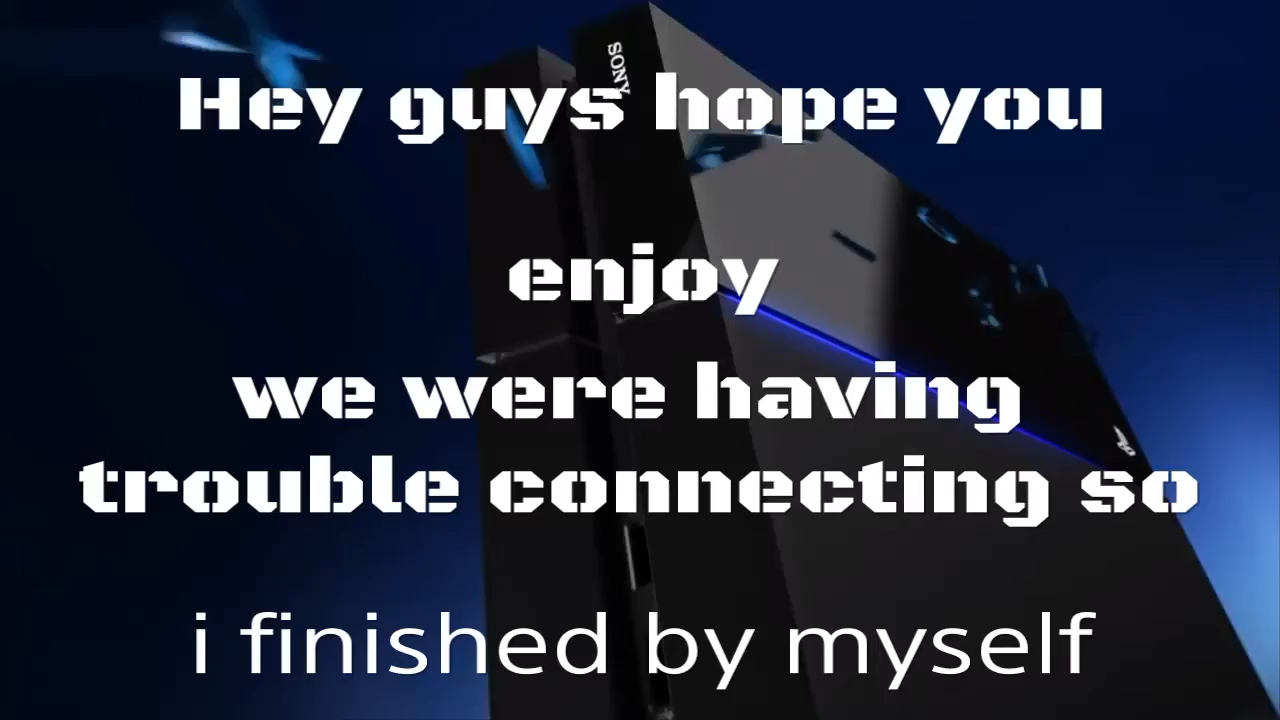 SONY
Hey guys hope you
enjoy
we were having
trouble connecting so
i finished by myself